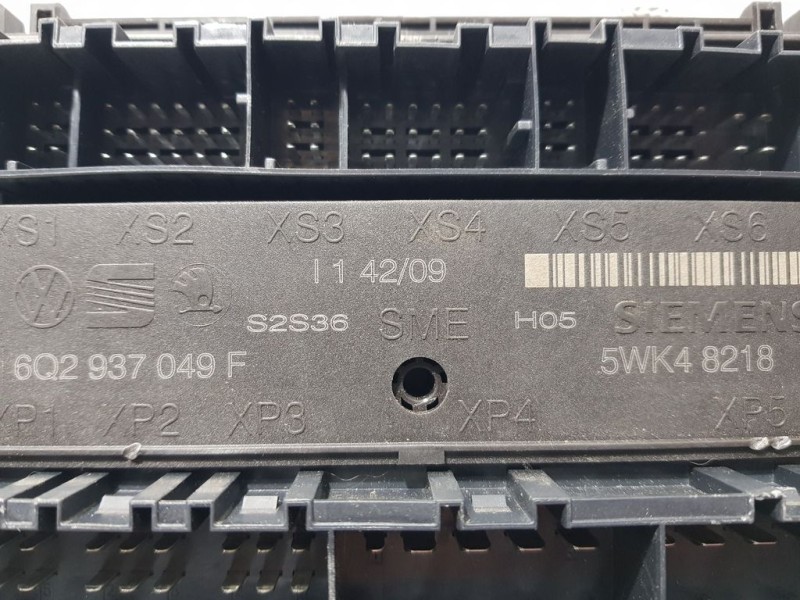 XS1 XS2 XS3 XS4 XS5 XS6
I 1 42/09
S2S36 SME H05 SIEMENS
6Q2 937 049 F 5WK4 8218
XP1 XP2 XP3 XP4 XP5